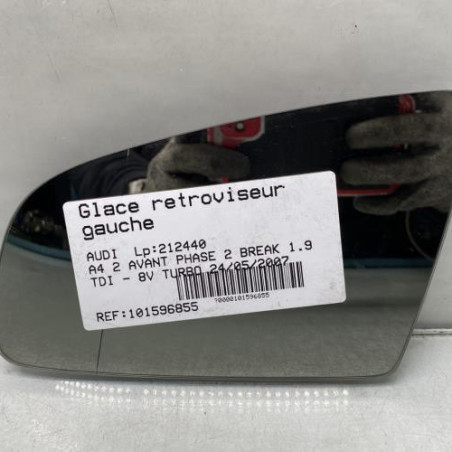 Glace retroviseur
gauche
AUDI Lp:212440
A4 2 AVANT PHASE 2 BREAK 1.9
TDI - 8V TURBO 24/05/2007
REF:101596855
?0000101596855